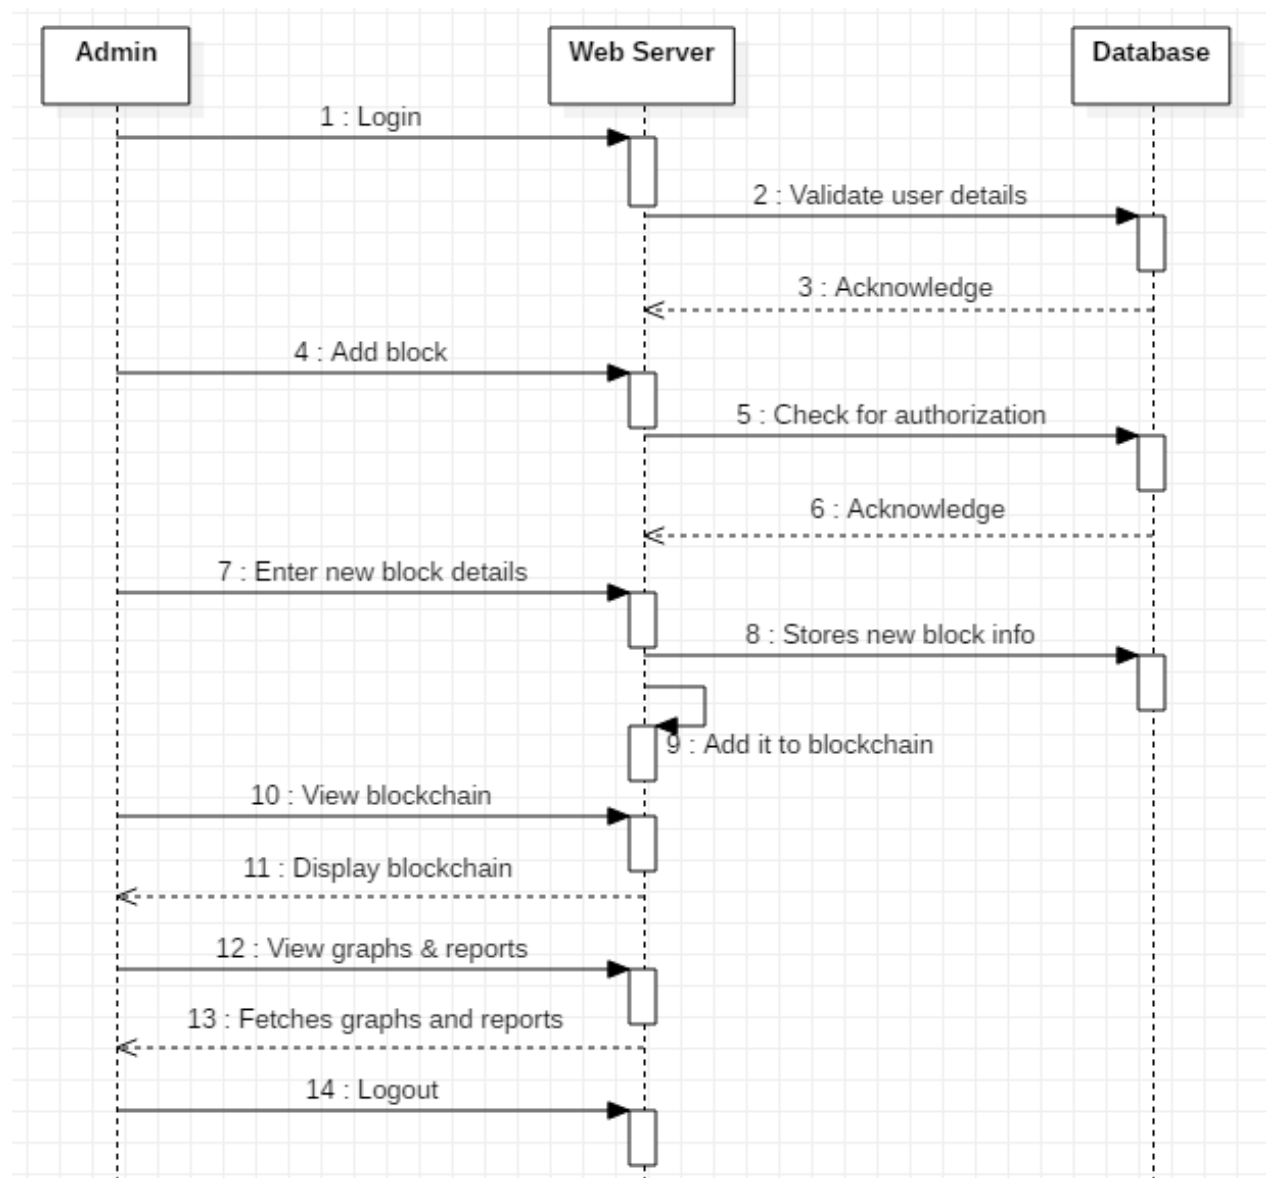 Admin
Web Server
Database
1 : Login
2 : Validate user details
3 : Acknowledge
4 : Add block
5 : Check for authorization
6 : Acknowledge
7 : Enter new block details
8 : Stores new block info
9 : Add it to blockchain
10 : View blockchain
11 : Display blockchain
12 : View graphs & reports
13 : Fetches graphs and reports
14 : Logout